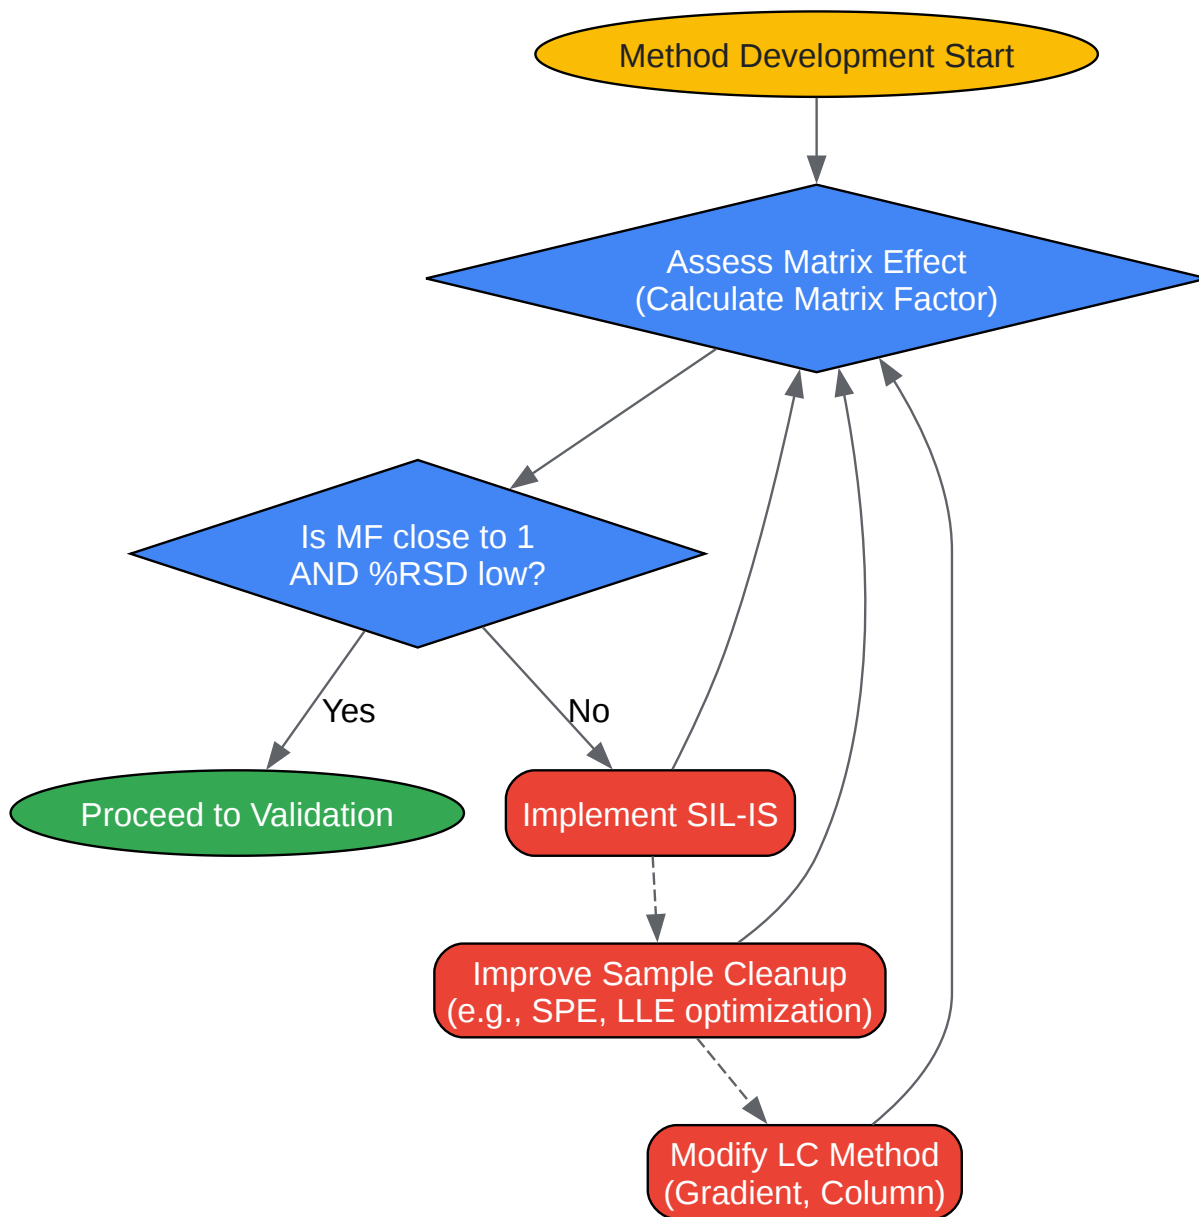 Method Development Start
Assess Matrix Effect
(Calculate Matrix Factor)
Is MF close to 1
AND %RSD low?
Yes
No
Proceed to Validation
Implement SIL-IS
Improve Sample Cleanup
(e.g., SPE, LLE optimization)
Modify LC Method
(Gradient, Column)